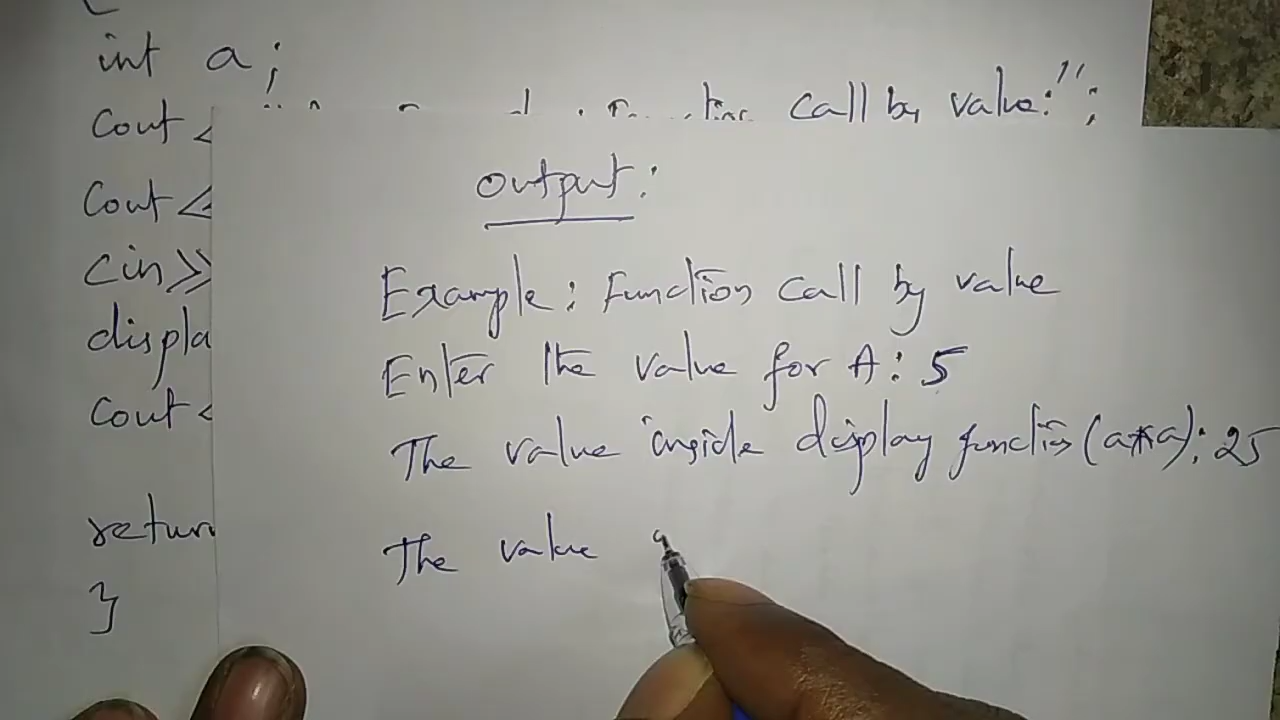 int a;
Cout < call by value:";
Cout <<
Cin >>
displa
Cout <
return
}
Output:
Example: Function call by value
Enter the value for A: 5
The value inside display function (a*a): 25
The value